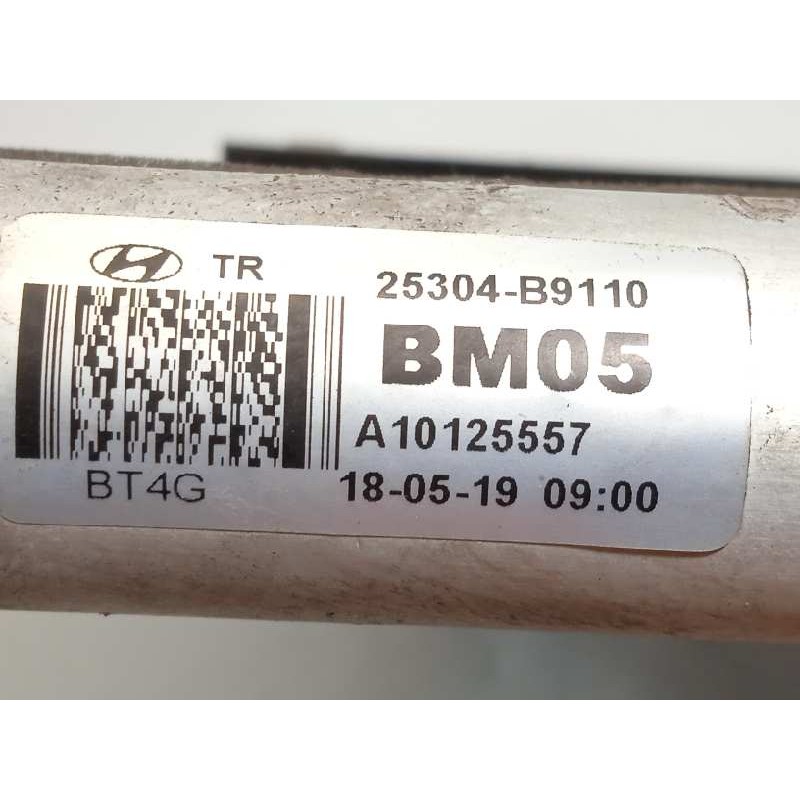 TR
25304-B9110
BM05
A10125557
BT4G
18-05-19 09:00